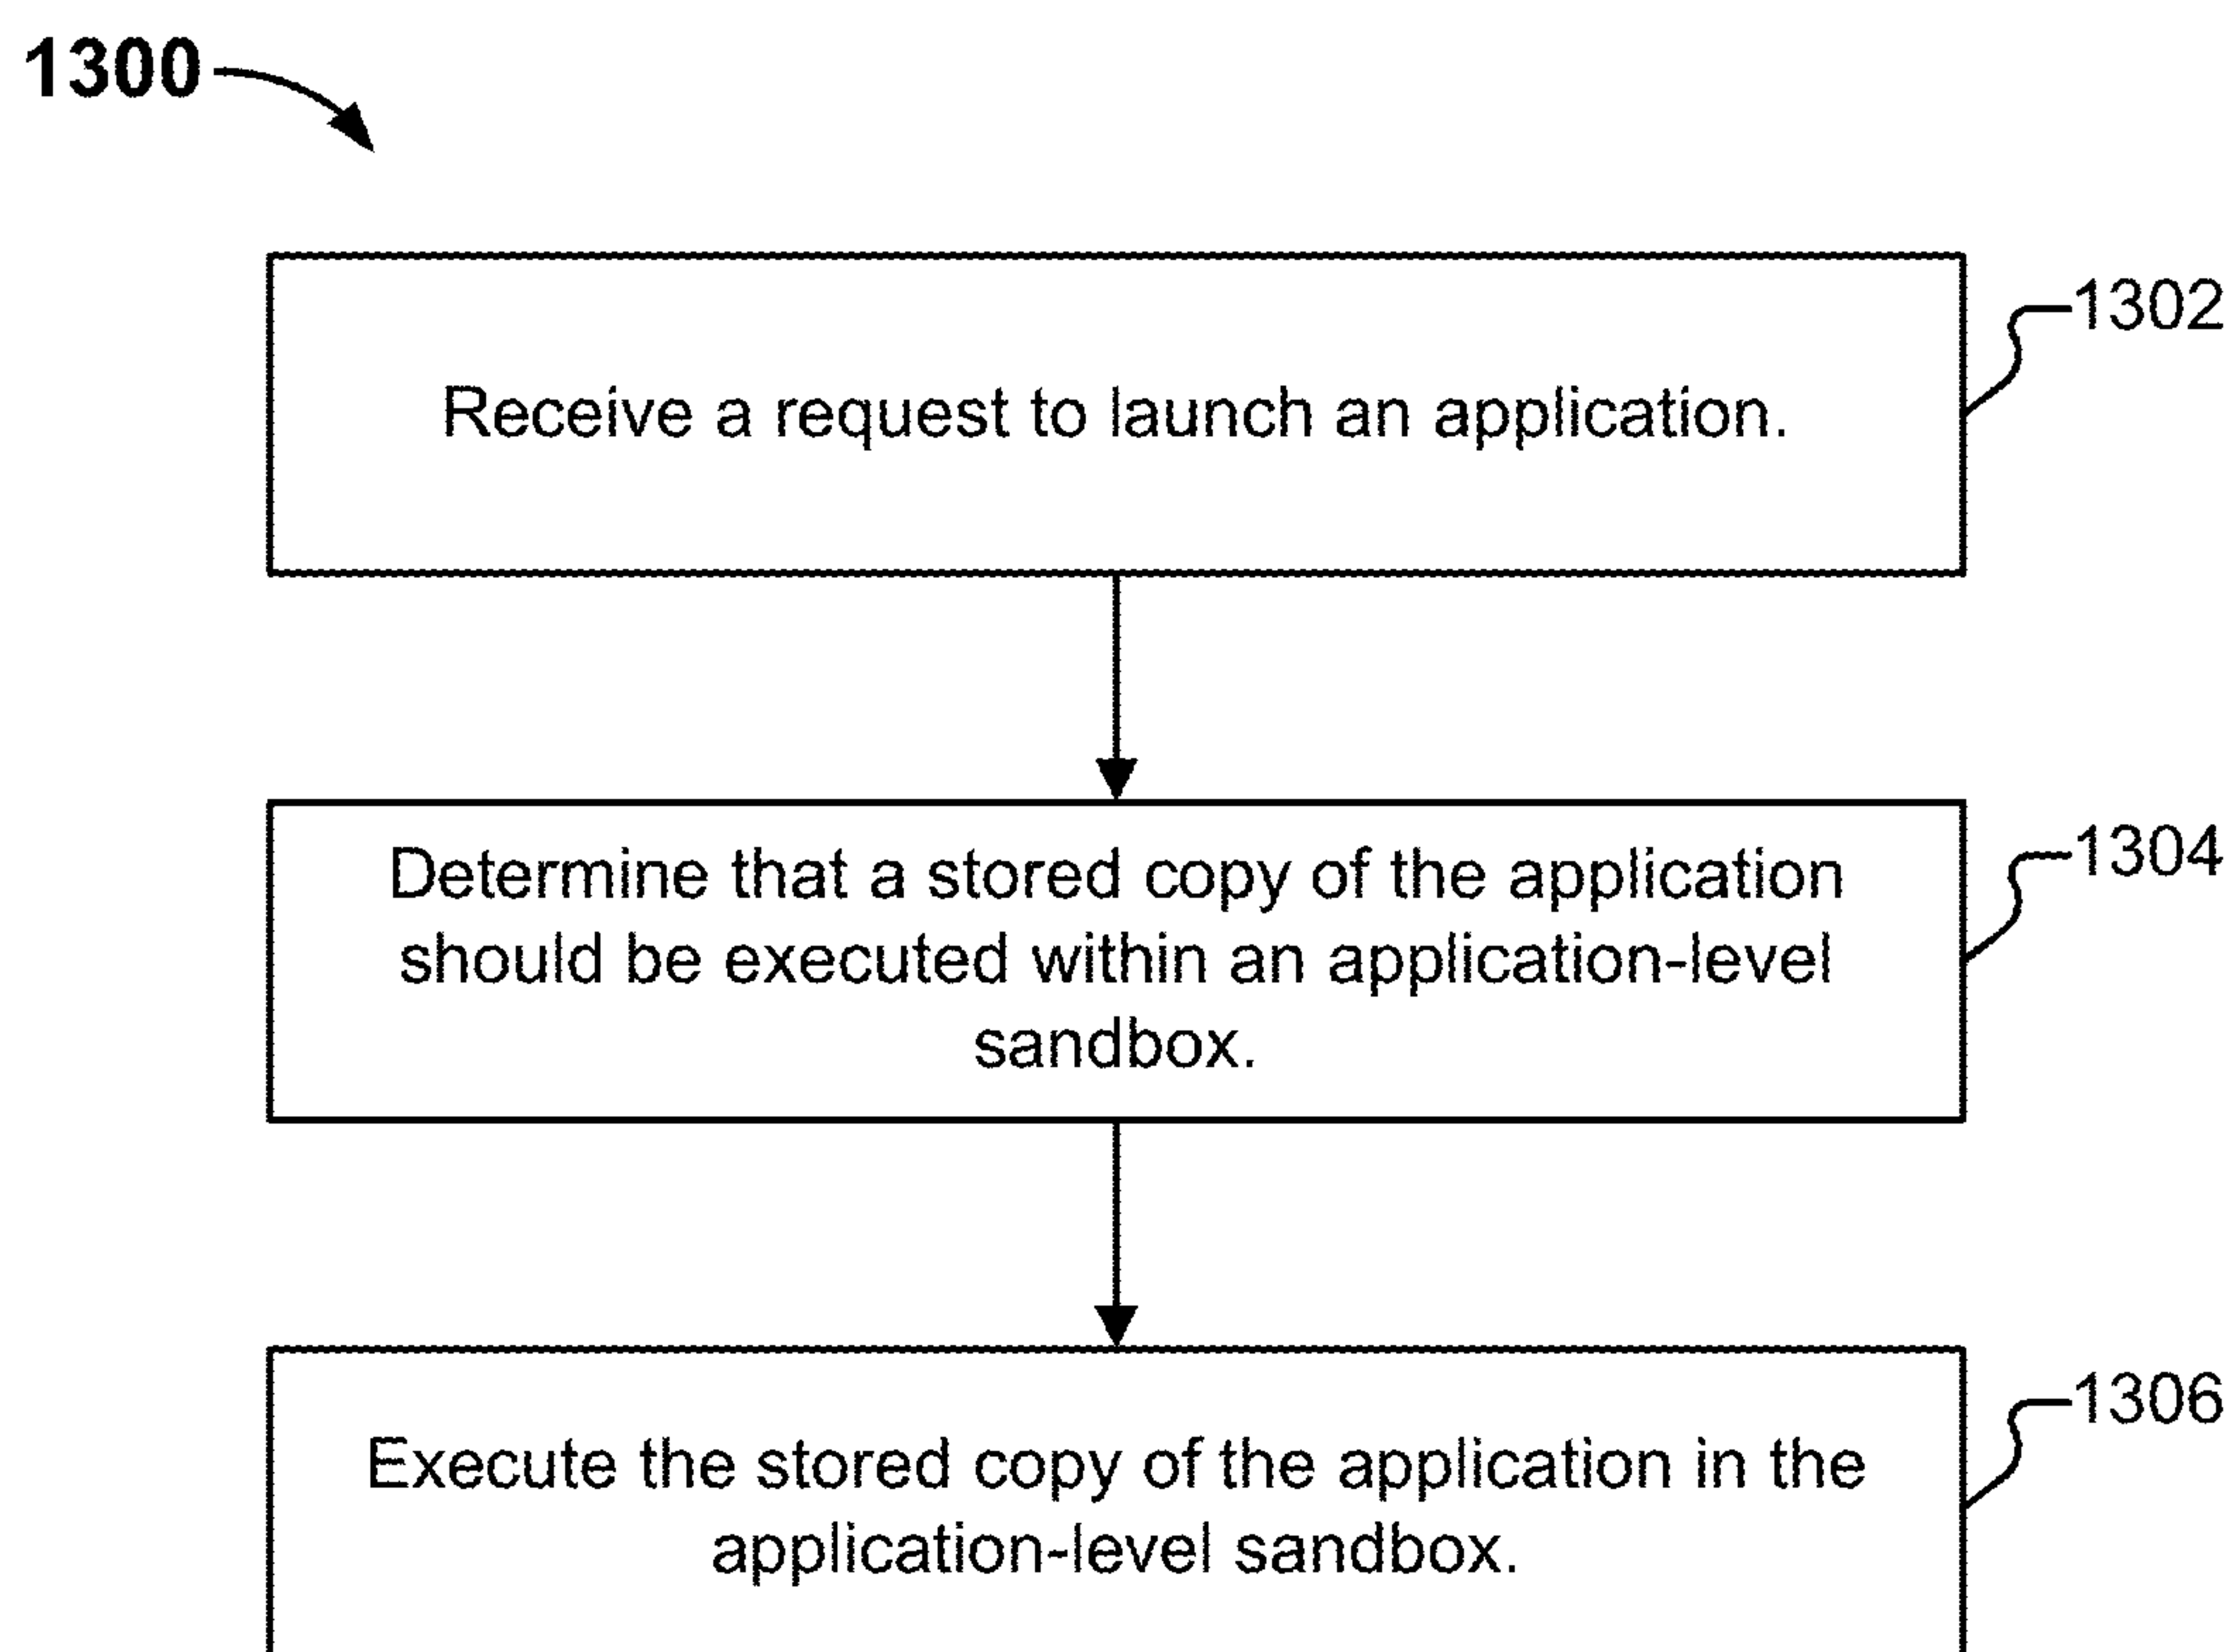 1300
1302
Receive a request to launch an application.
1304
Determine that a stored copy of the application
should be executed within an application-level
sandbox.
1306
Execute the stored copy of the application in the
application-level sandbox.